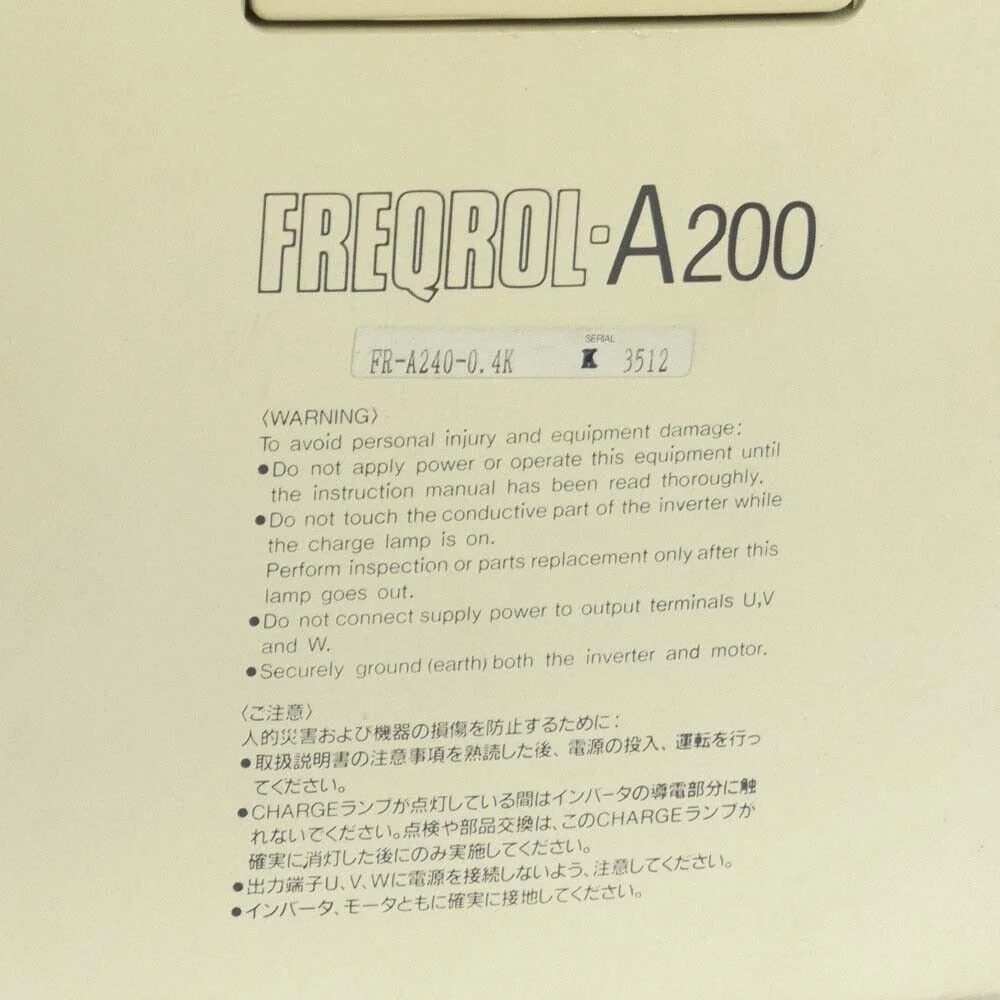 FREQROL-A200
SERIAL
FR-A240-0.4K K 3512
〈WARNING〉
To avoid personal injury and equipment damage:
●Do not apply power or operate this equipment until
the instruction manual has been read thoroughly.
●Do not touch the conductive part of the inverter while
the charge lamp is on.
Perform inspection or parts replacement only after this
lamp goes out.
●Do not connect supply power to output terminals U,V
and W.
●Securely ground (earth) both the inverter and motor.
〈ご注意〉
人的災害および機器の損傷を防止するために：
●取扱説明書の注意事項を熟読した後、電源の投入、運転を行っ
てください。
●CHARGEランプが点灯している間はインバータの導電部分に触
れないでください。点検や部品交換は、このCHARGEランプが
確実に消灯した後にのみ実施してください。
●出力端子U、V、Wに電源を接続しないよう、注意してください。
●インバータ、モータともに確実に接地してください。